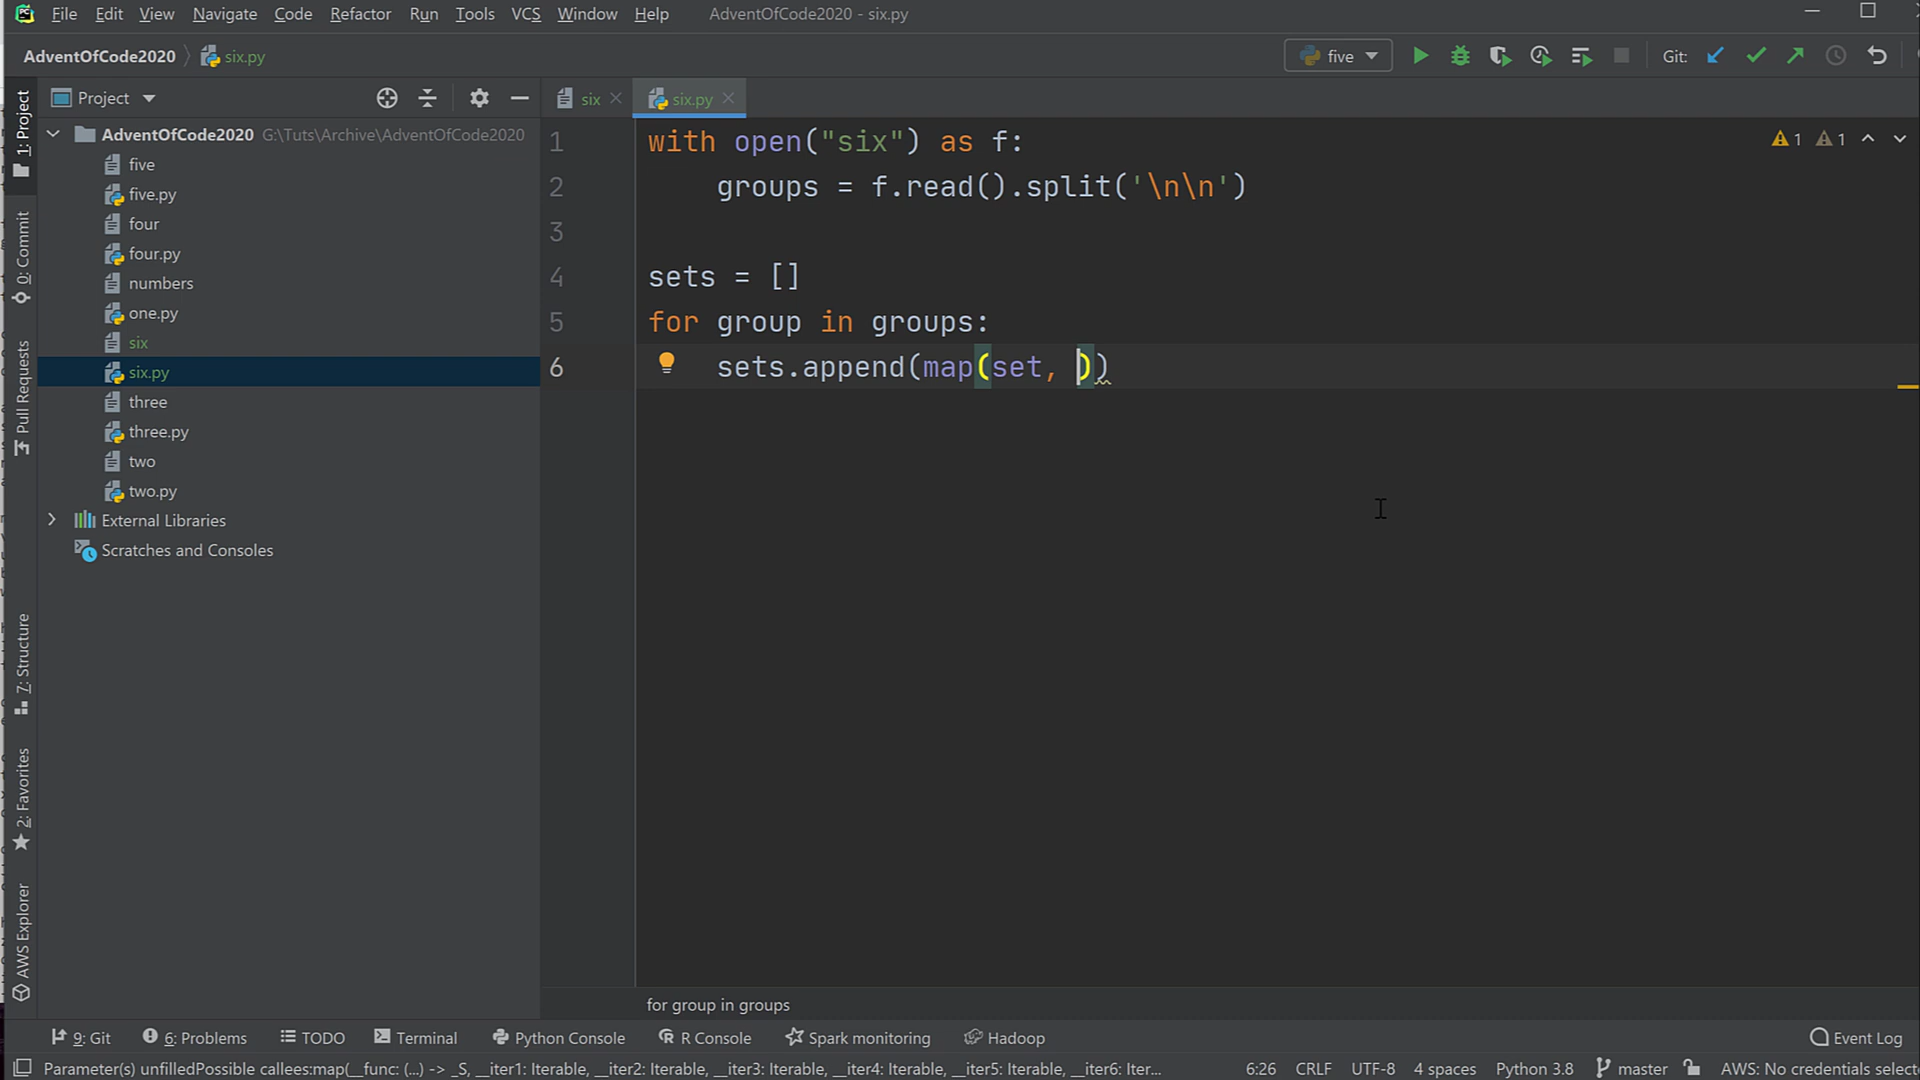 File Edit View Navigate Code Refactor Run Tools VCS Window Help AdventOfCode2020 - six.py
AdventOfCode2020 six.py five Git:
1: Project
0: Commit
Pull Requests
7: Structure
2: Favorites
AWS Explorer
Project
AdventOfCode2020 G:\Tuts\Archive\AdventOfCode2020
five
five.py
four
four.py
numbers
one.py
six
six.py
three
three.py
two
two.py
External Libraries
Scratches and Consoles
six six.py
1 with open("six") as f:
2 groups = f.read().split('\n\n')
3
4 sets = []
5 for group in groups:
6 sets.append(map(set, ))
1 1
for group in groups
9: Git 6: Problems TODO Terminal Python Console R Console Spark monitoring Hadoop Event Log
Parameter(s) unfilledPossible callees:map(__func: (...) -> _S, __iter1: Iterable, __iter2: Iterable, __iter3: Iterable, __iter4: Iterable, __iter5: Iterable, __iter6: Iter... 6:26 CRLF UTF-8 4 spaces Python 3.8 master AWS: No credentials select